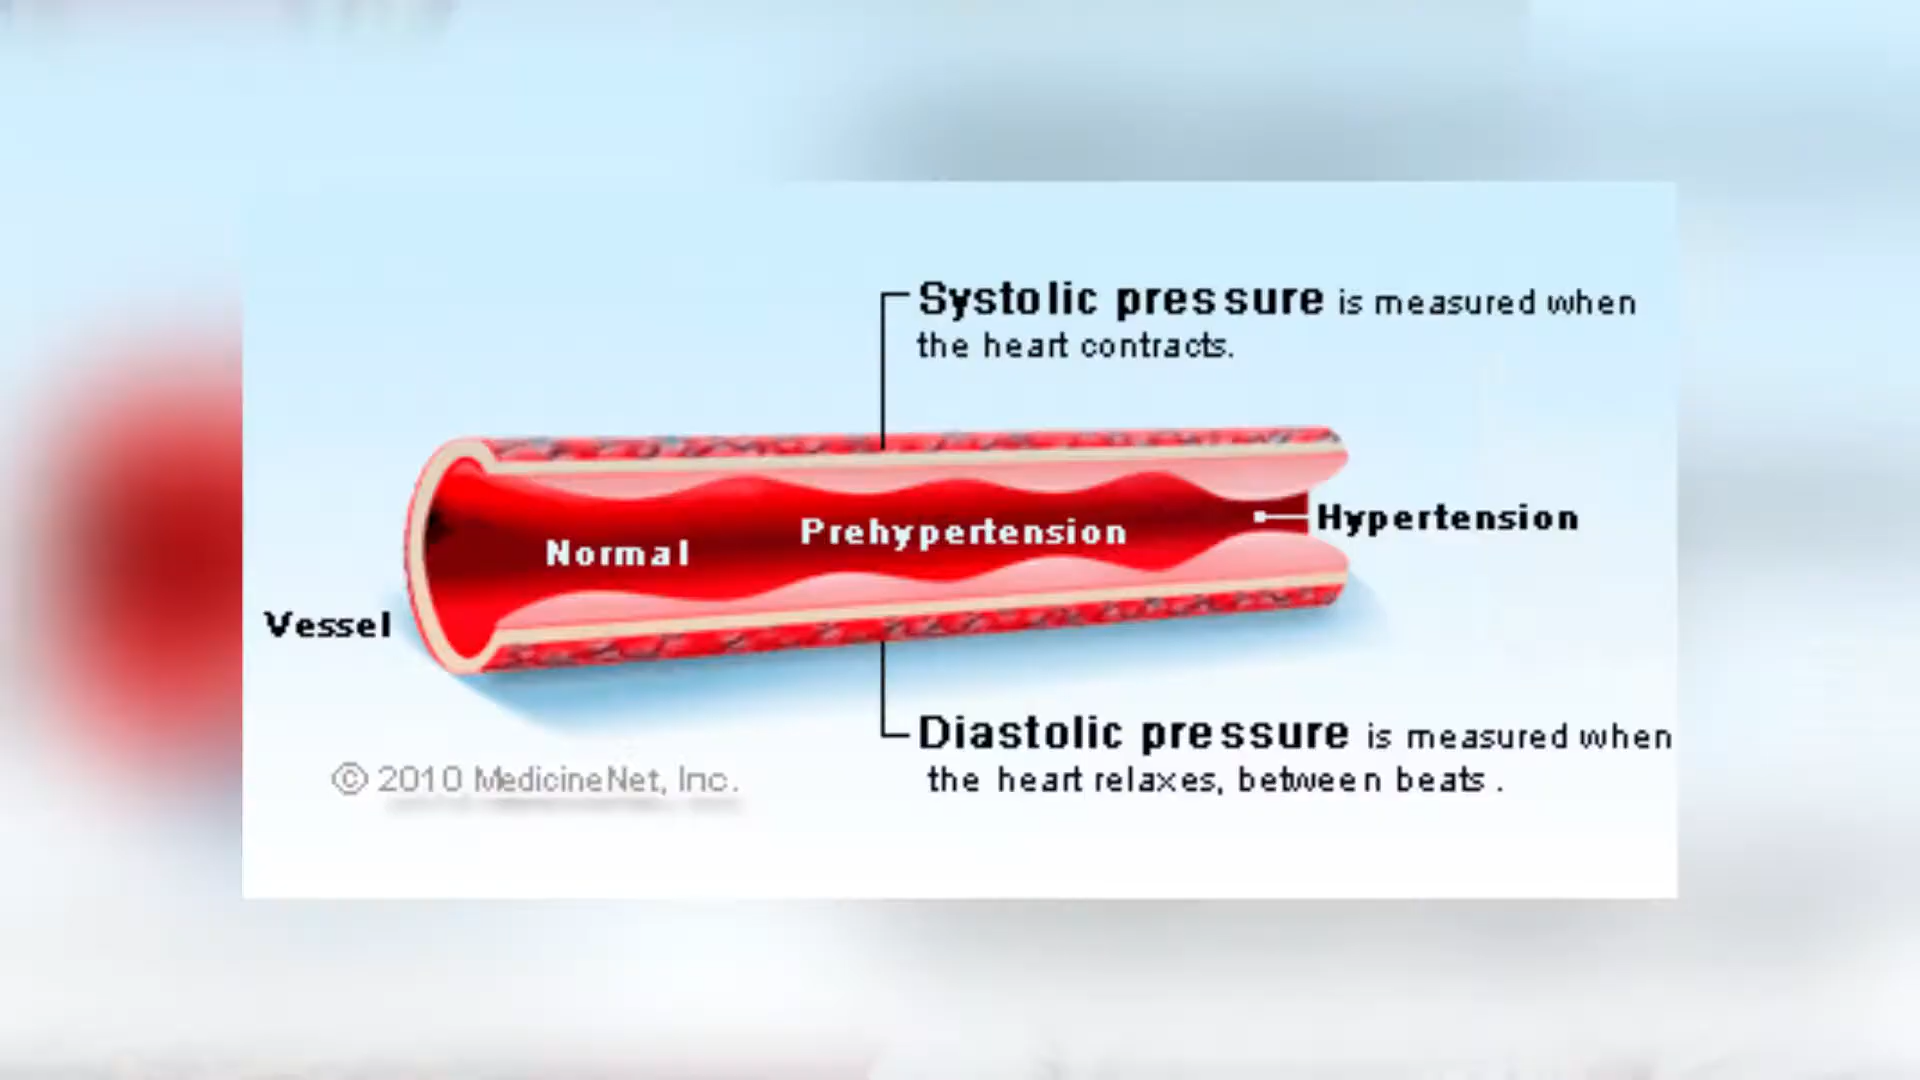 Systolic pressure is measured when
the heart contracts.
Normal
Prehypertension
Hypertension
Vessel
Diastolic pressure is measured when
the heart relaxes, between beats .
© 2010 MedicineNet, Inc.